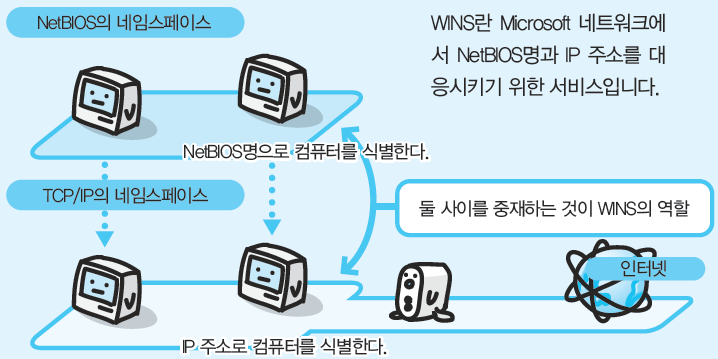 NetBIOS의 네임스페이스
WINS란 Microsoft 네트워크에
서 NetBIOS명과 IP 주소를 대
응시키기 위한 서비스입니다.
NetBIOS명으로 컴퓨터를 식별한다.
TCP/IP의 네임스페이스
둘 사이를 중재하는 것이 WINS의 역할
인터넷
IP 주소로 컴퓨터를 식별한다.